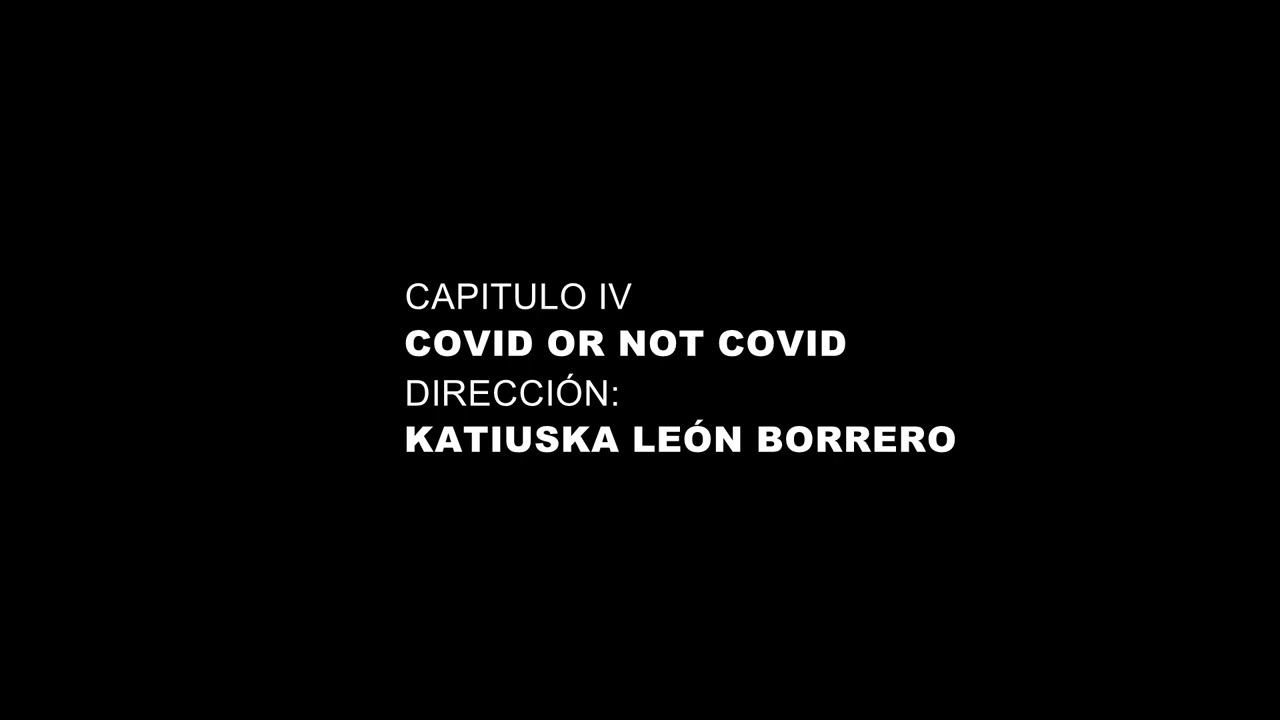 CAPITULO IV
COVID OR NOT COVID
DIRECCIÓN:
KATIUSKA LEÓN BORRERO